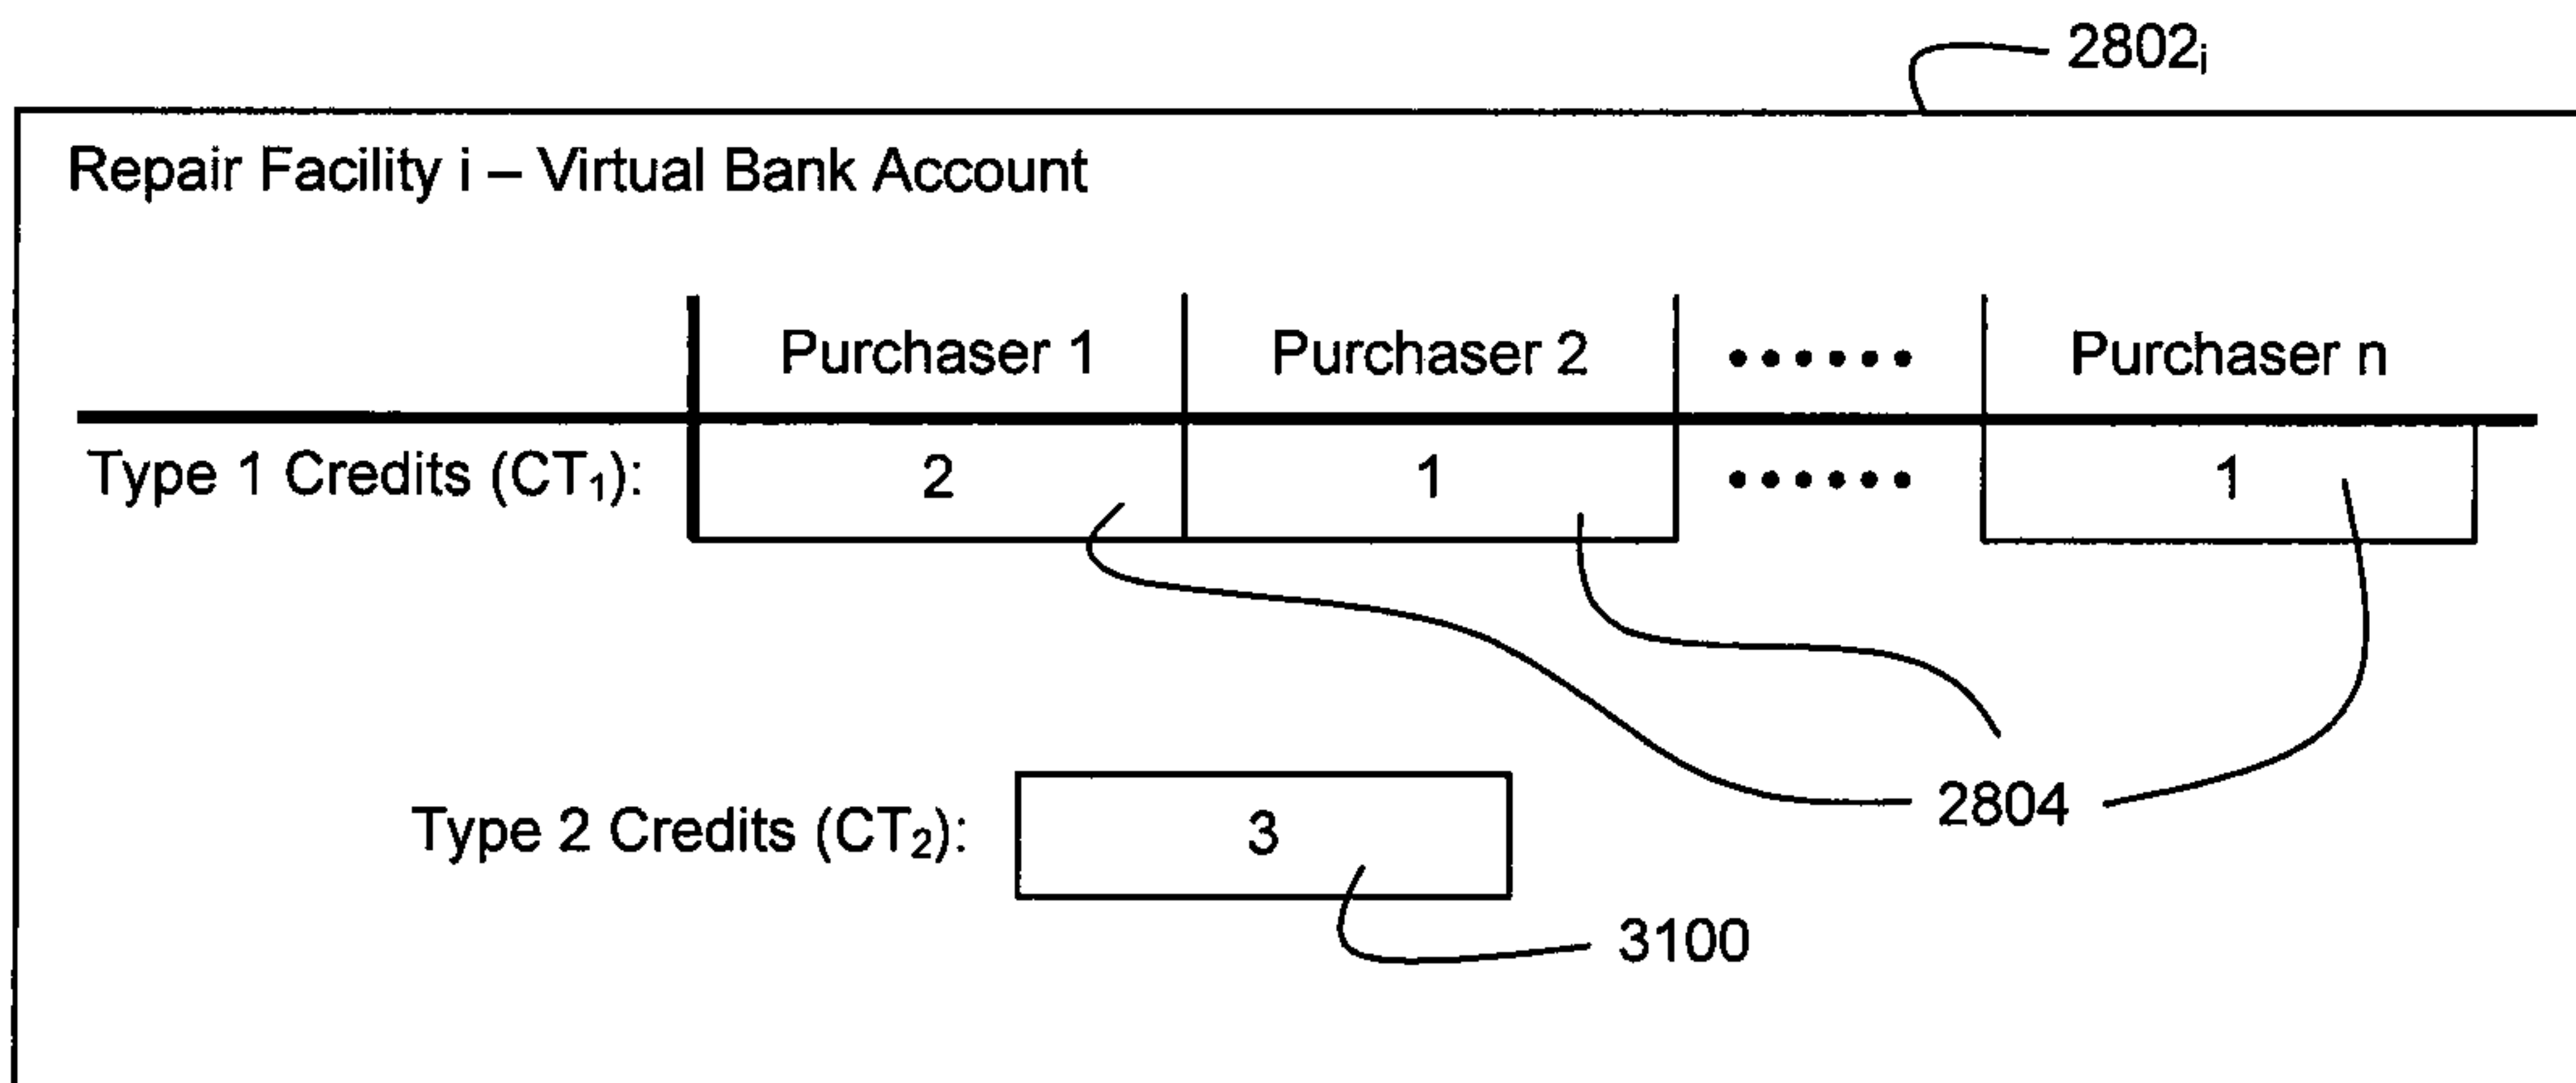 2802i
Repair Facility i – Virtual Bank Account
Purchaser 1 Purchaser 2 ...... Purchaser n
Type 1 Credits (CT1): 2 1 ...... 1
2804
Type 2 Credits (CT2): 3
3100